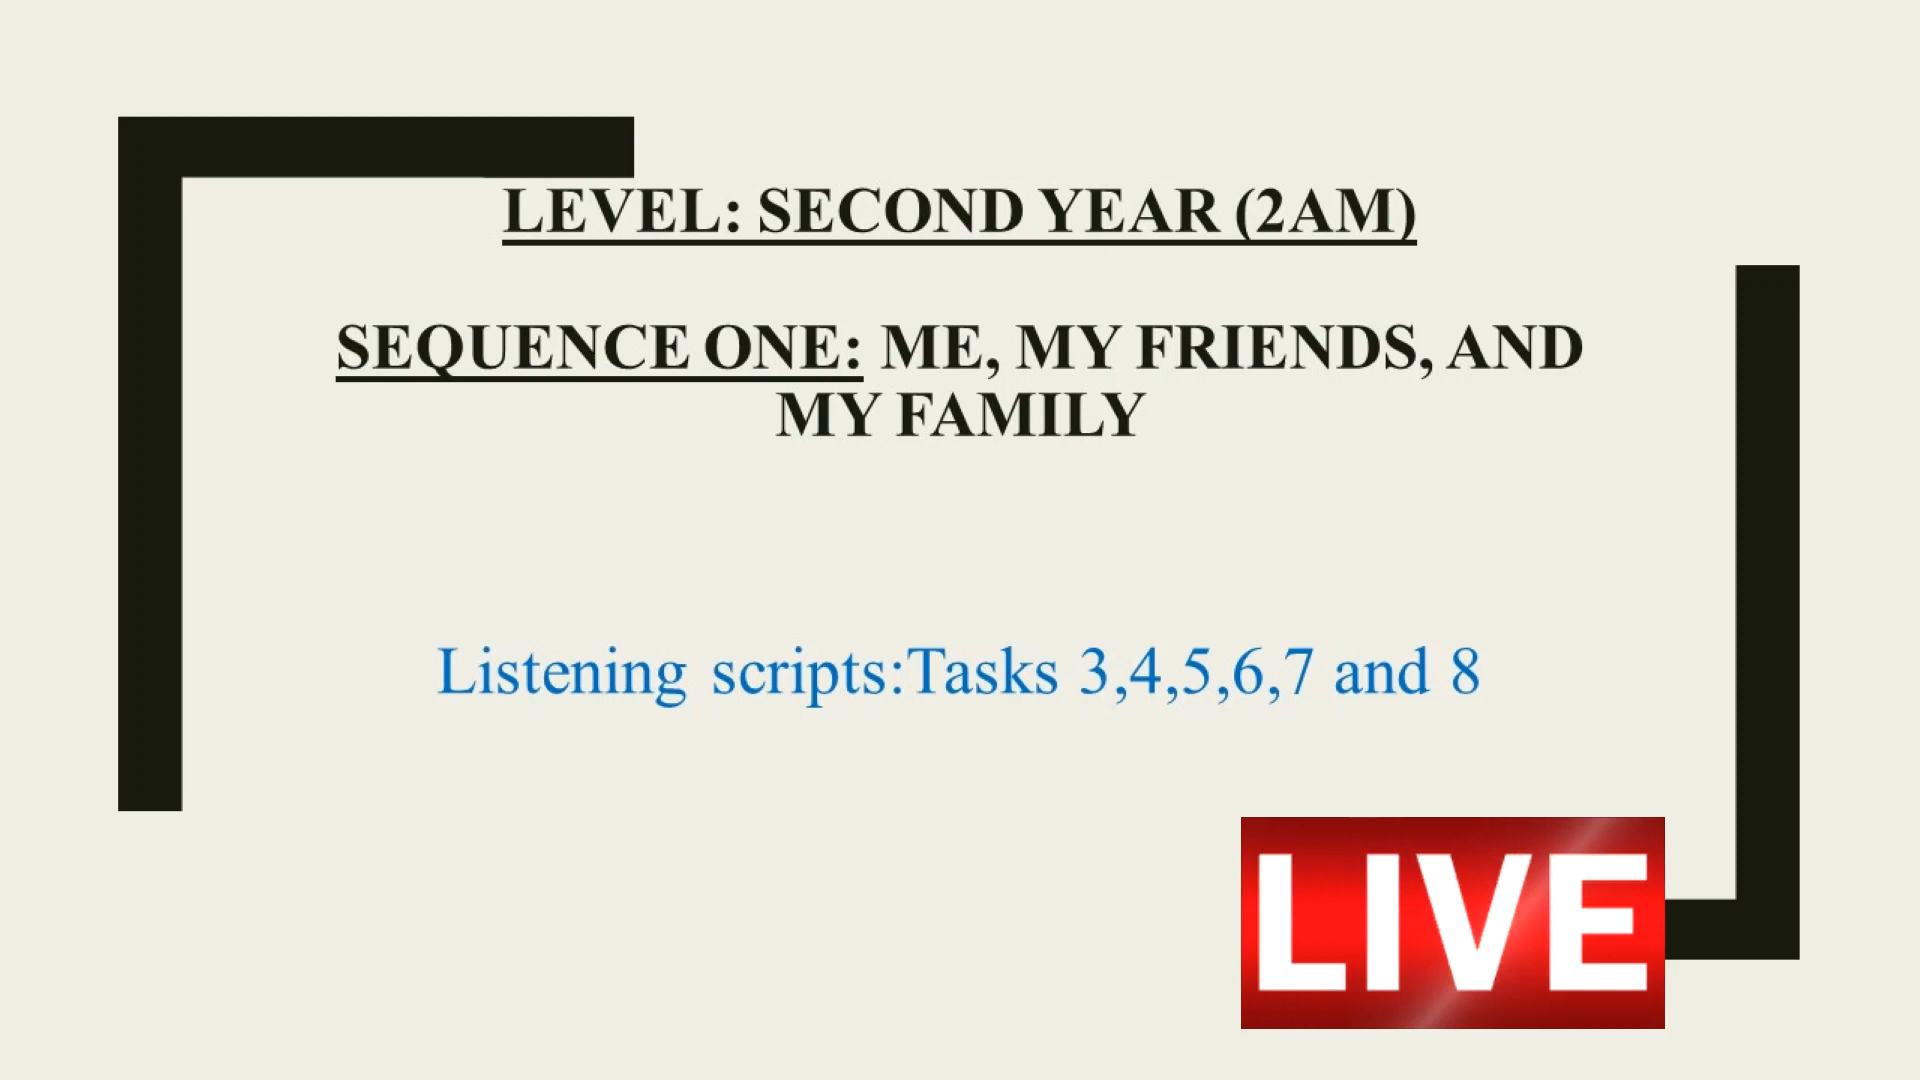 LEVEL: SECOND YEAR (2AM)
SEQUENCE ONE: ME, MY FRIENDS, AND
MY FAMILY
Listening scripts:Tasks 3,4,5,6,7 and 8
LIVE